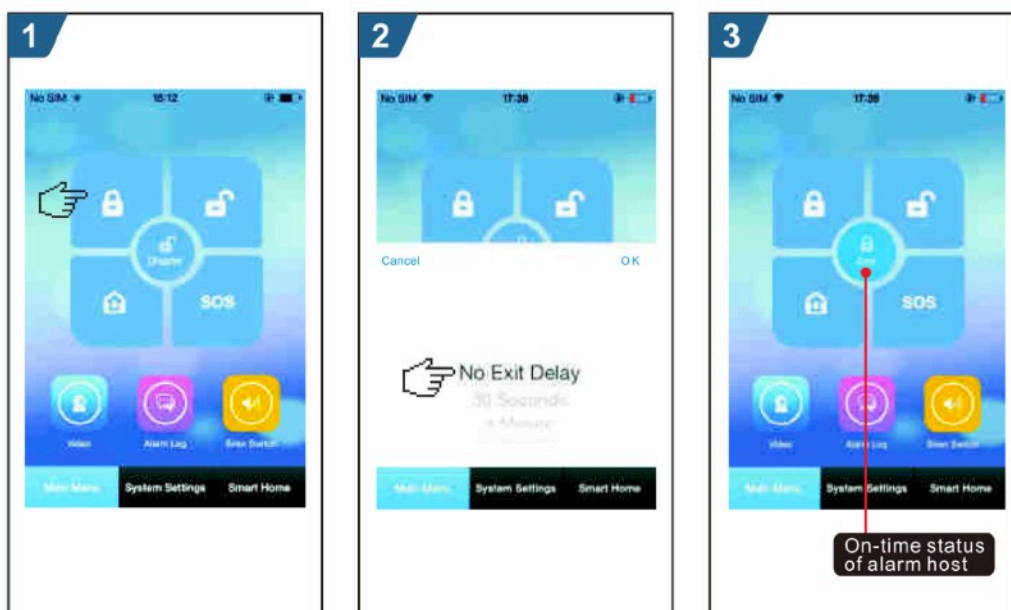 1
No SIM
18:12
Disarm
SOS
Video
Alarm Log
Siren Switch
Main Menu
System Settings
Smart Home
2
No SIM
17:38
Cancel
OK
No Exit Delay
30 Seconds
Main Menu
System Settings
Smart Home
3
No SIM
17:39
Arm
SOS
Video
Alarm Log
Siren Switch
Main Menu
System Settings
Smart Home
On-time status
of alarm host